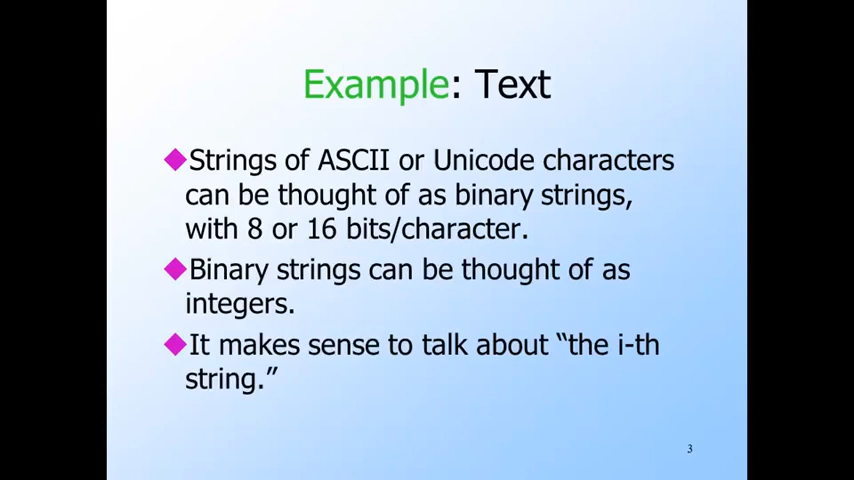 Example: Text
◆Strings of ASCII or Unicode characters
can be thought of as binary strings,
with 8 or 16 bits/character.
◆Binary strings can be thought of as
integers.
◆It makes sense to talk about “the i-th
string.”
3